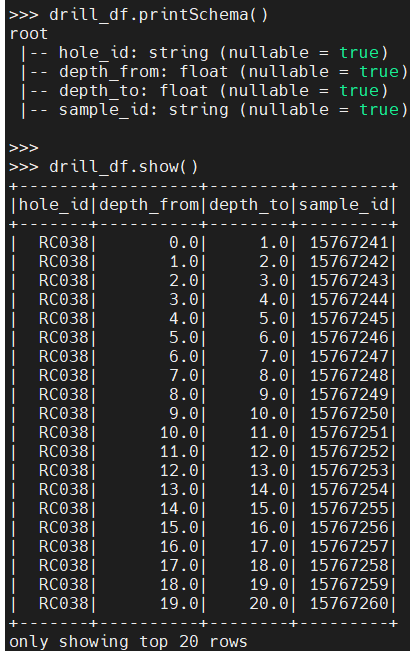 >>> drill_df.printSchema()
root
 |-- hole_id: string (nullable = true)
 |-- depth_from: float (nullable = true)
 |-- depth_to: float (nullable = true)
 |-- sample_id: string (nullable = true)

>>>
>>> drill_df.show()
+-------+----------+--------+---------+
|hole_id|depth_from|depth_to|sample_id|
+-------+----------+--------+---------+
|  RC038|       0.0|     1.0| 15767241|
|  RC038|       1.0|     2.0| 15767242|
|  RC038|       2.0|     3.0| 15767243|
|  RC038|       3.0|     4.0| 15767244|
|  RC038|       4.0|     5.0| 15767245|
|  RC038|       5.0|     6.0| 15767246|
|  RC038|       6.0|     7.0| 15767247|
|  RC038|       7.0|     8.0| 15767248|
|  RC038|       8.0|     9.0| 15767249|
|  RC038|       9.0|    10.0| 15767250|
|  RC038|      10.0|    11.0| 15767251|
|  RC038|      11.0|    12.0| 15767252|
|  RC038|      12.0|    13.0| 15767253|
|  RC038|      13.0|    14.0| 15767254|
|  RC038|      14.0|    15.0| 15767255|
|  RC038|      15.0|    16.0| 15767256|
|  RC038|      16.0|    17.0| 15767257|
|  RC038|      17.0|    18.0| 15767258|
|  RC038|      18.0|    19.0| 15767259|
|  RC038|      19.0|    20.0| 15767260|
+-------+----------+--------+---------+
only showing top 20 rows